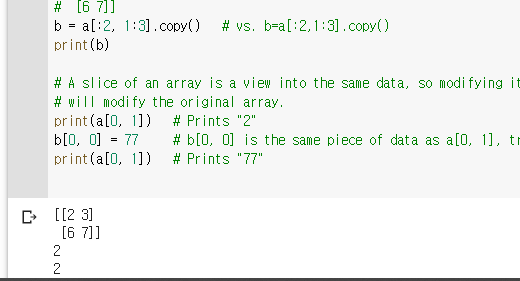 # [6 7]]
b = a[:2, 1:3].copy() # vs. b=a[:2,1:3].copy()
print(b)
# A slice of an array is a view into the same data, so modifying it
# will modify the original array.
print(a[0, 1]) # Prints "2"
b[0, 0] = 77 # b[0, 0] is the same piece of data as a[0, 1],
print(a[0, 1]) # Prints "77"
[[2 3]
[6 7]]
2
2